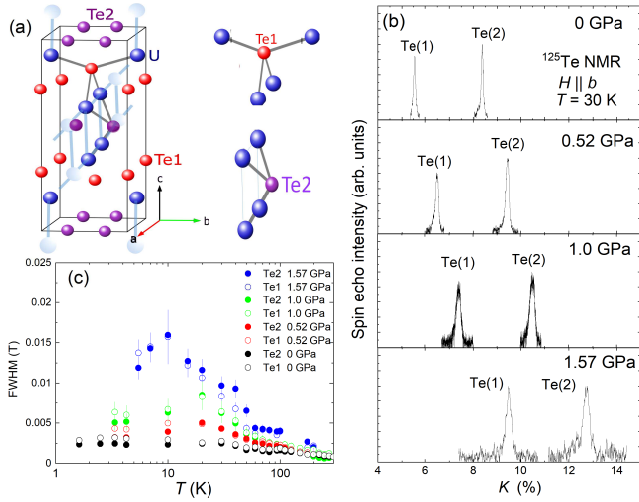 (a)
Te2
U
Te1
Te1
Te2
c
b
a
(b)
0 GPa
Te(1)
Te(2)
¹²⁵Te NMR
H || b
T = 30 K
0.52 GPa
Te(1)
Te(2)
1.0 GPa
Te(1)
Te(2)
1.57 GPa
Te(1)
Te(2)
Spin echo intensity (arb. units)
4 6 8 10 12 14
K (%)
(c)
0.025
0.02
0.015
0.01
0.005
0
FWHM (T)
Te2 1.57 GPa
Te1 1.57 GPa
Te2 1.0 GPa
Te1 1.0 GPa
Te2 0.52 GPa
Te1 0.52 GPa
Te2 0 GPa
Te1 0 GPa
1 10 100
T (K)